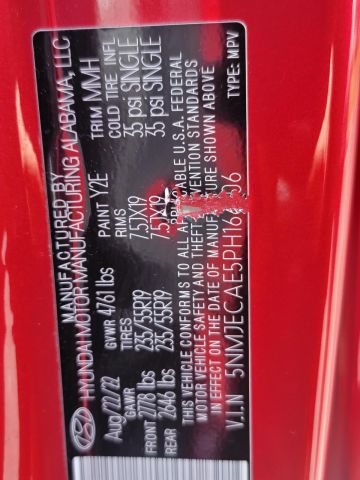 MANUFACTURED BY
HYUNDAI MOTOR MANUFACTURING ALABAMA, LLC
Aug/22/22 GVWR 4761 lbs PAINT Y2E TRIM MMH
GAWR TIRES RIMS COLD TIRE INFL
FRONT 2778 lbs 235/55R19 7.5JX19 35 psi SINGLE
REAR 2646 lbs 235/55R19 7.5JX19 35 psi SINGLE
THIS VEHICLE CONFORMS TO ALL U.S.A. FEDERAL
MOTOR VEHICLE SAFETY AND THEFT PREVENTION STANDARDS
IN EFFECT ON THE DATE OF MANUFACTURE SHOWN ABOVE
V.I.N 5NMJECAE5PH16 36 TYPE: MPV